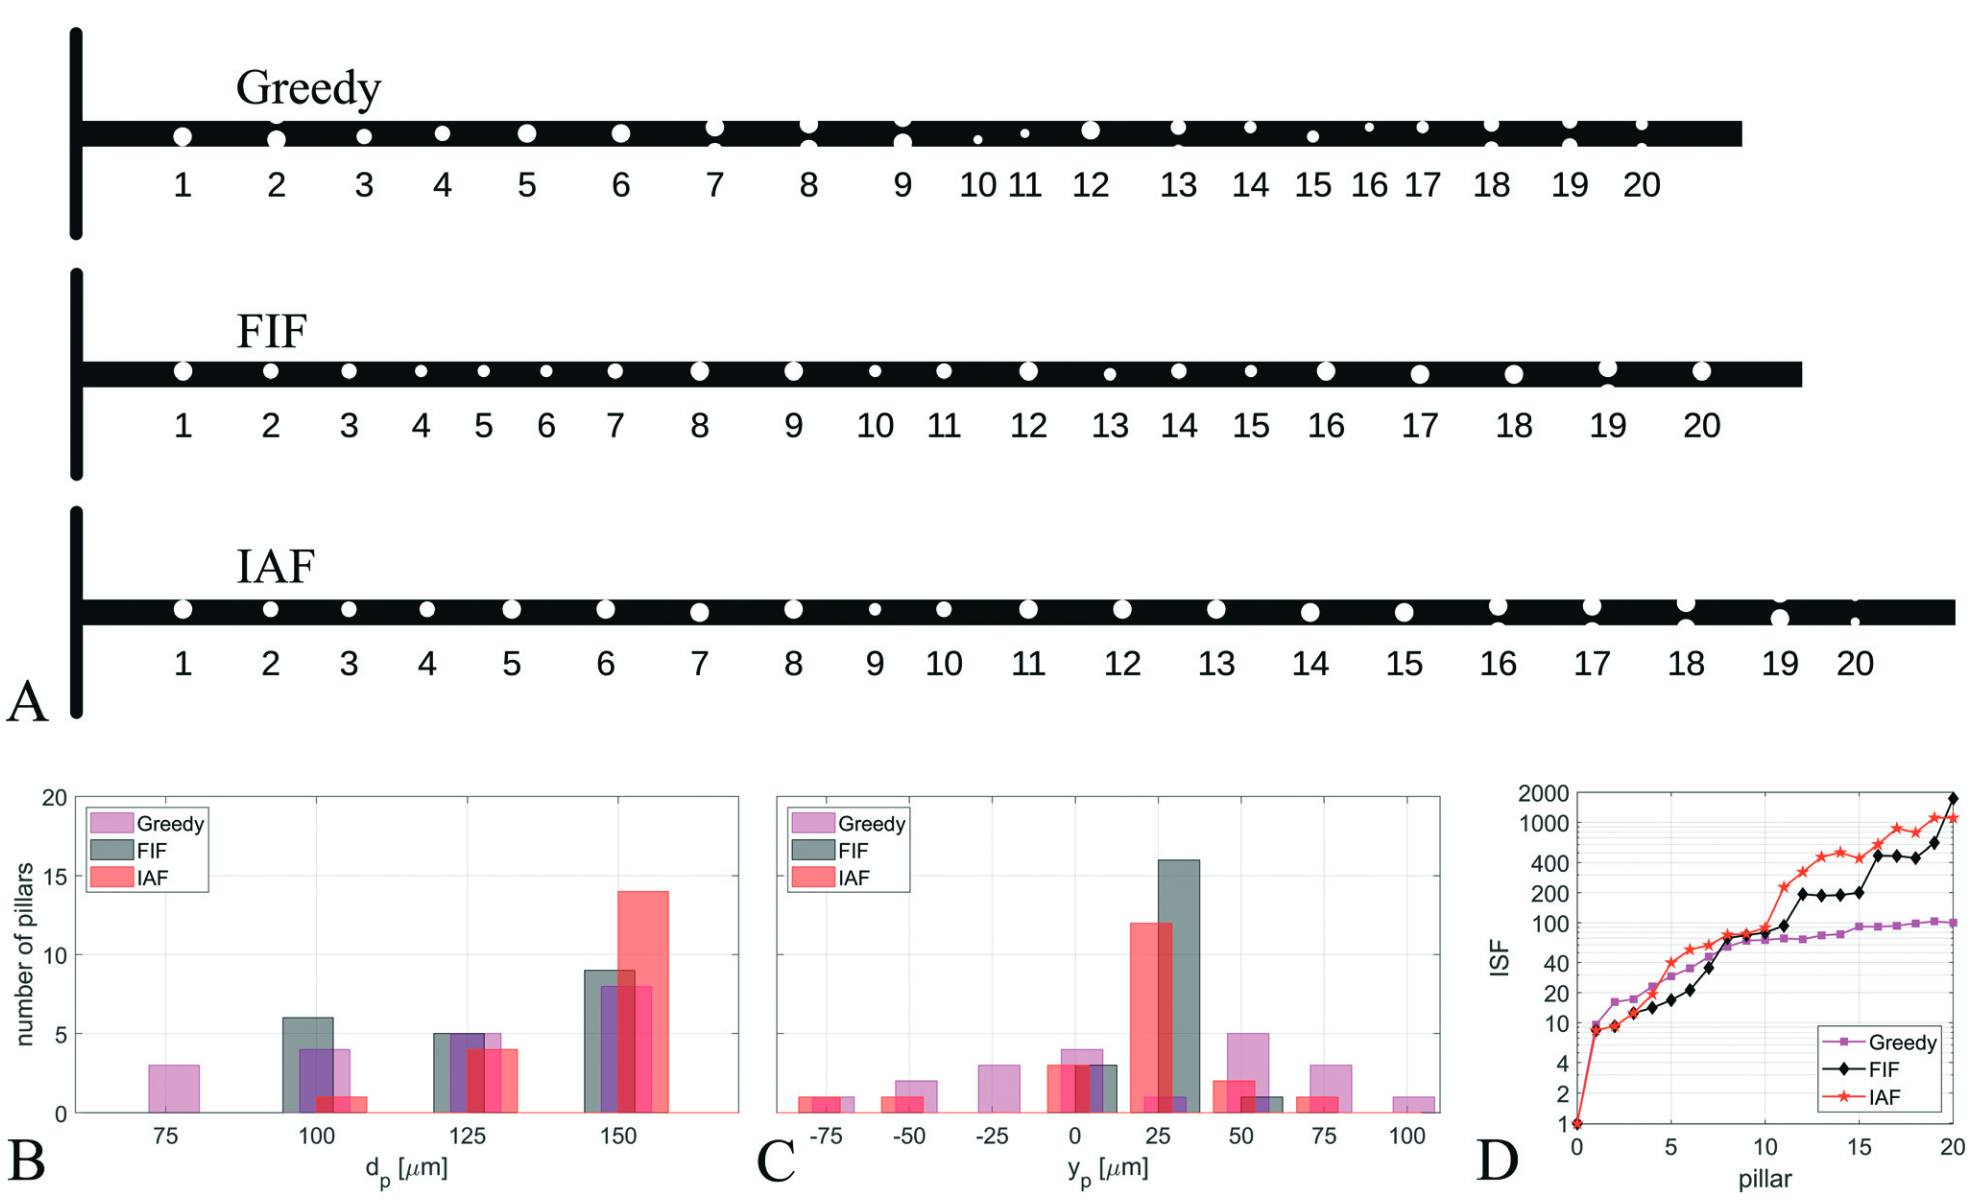 Greedy
1 2 3 4 5 6 7 8 9 10 11 12 13 14 15 16 17 18 19 20
FIF
1 2 3 4 5 6 7 8 9 10 11 12 13 14 15 16 17 18 19 20
IAF
1 2 3 4 5 6 7 8 9 10 11 12 13 14 15 16 17 18 19 20
A
20
15
10
5
0
number of pillars
Greedy
FIF
IAF
75 100 125 150
dp [μm]
B
Greedy
FIF
IAF
-75 -50 -25 0 25 50 75 100
yp [μm]
C
2000
1000
400
200
100
40
20
10
4
2
1
ISF
Greedy
FIF
IAF
0 5 10 15 20
pillar
D